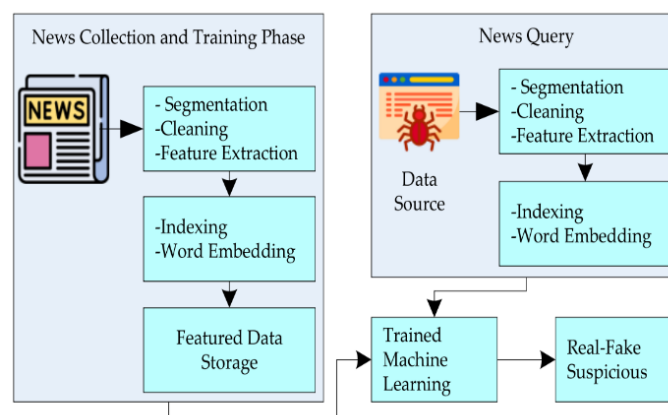 News Collection and Training Phase
NEWS
- Segmentation
-Cleaning
-Feature Extraction
-Indexing
-Word Embedding
Featured Data
Storage
News Query
Data
Source
- Segmentation
-Cleaning
-Feature Extraction
-Indexing
-Word Embedding
Trained
Machine
Learning
Real-Fake
Suspicious